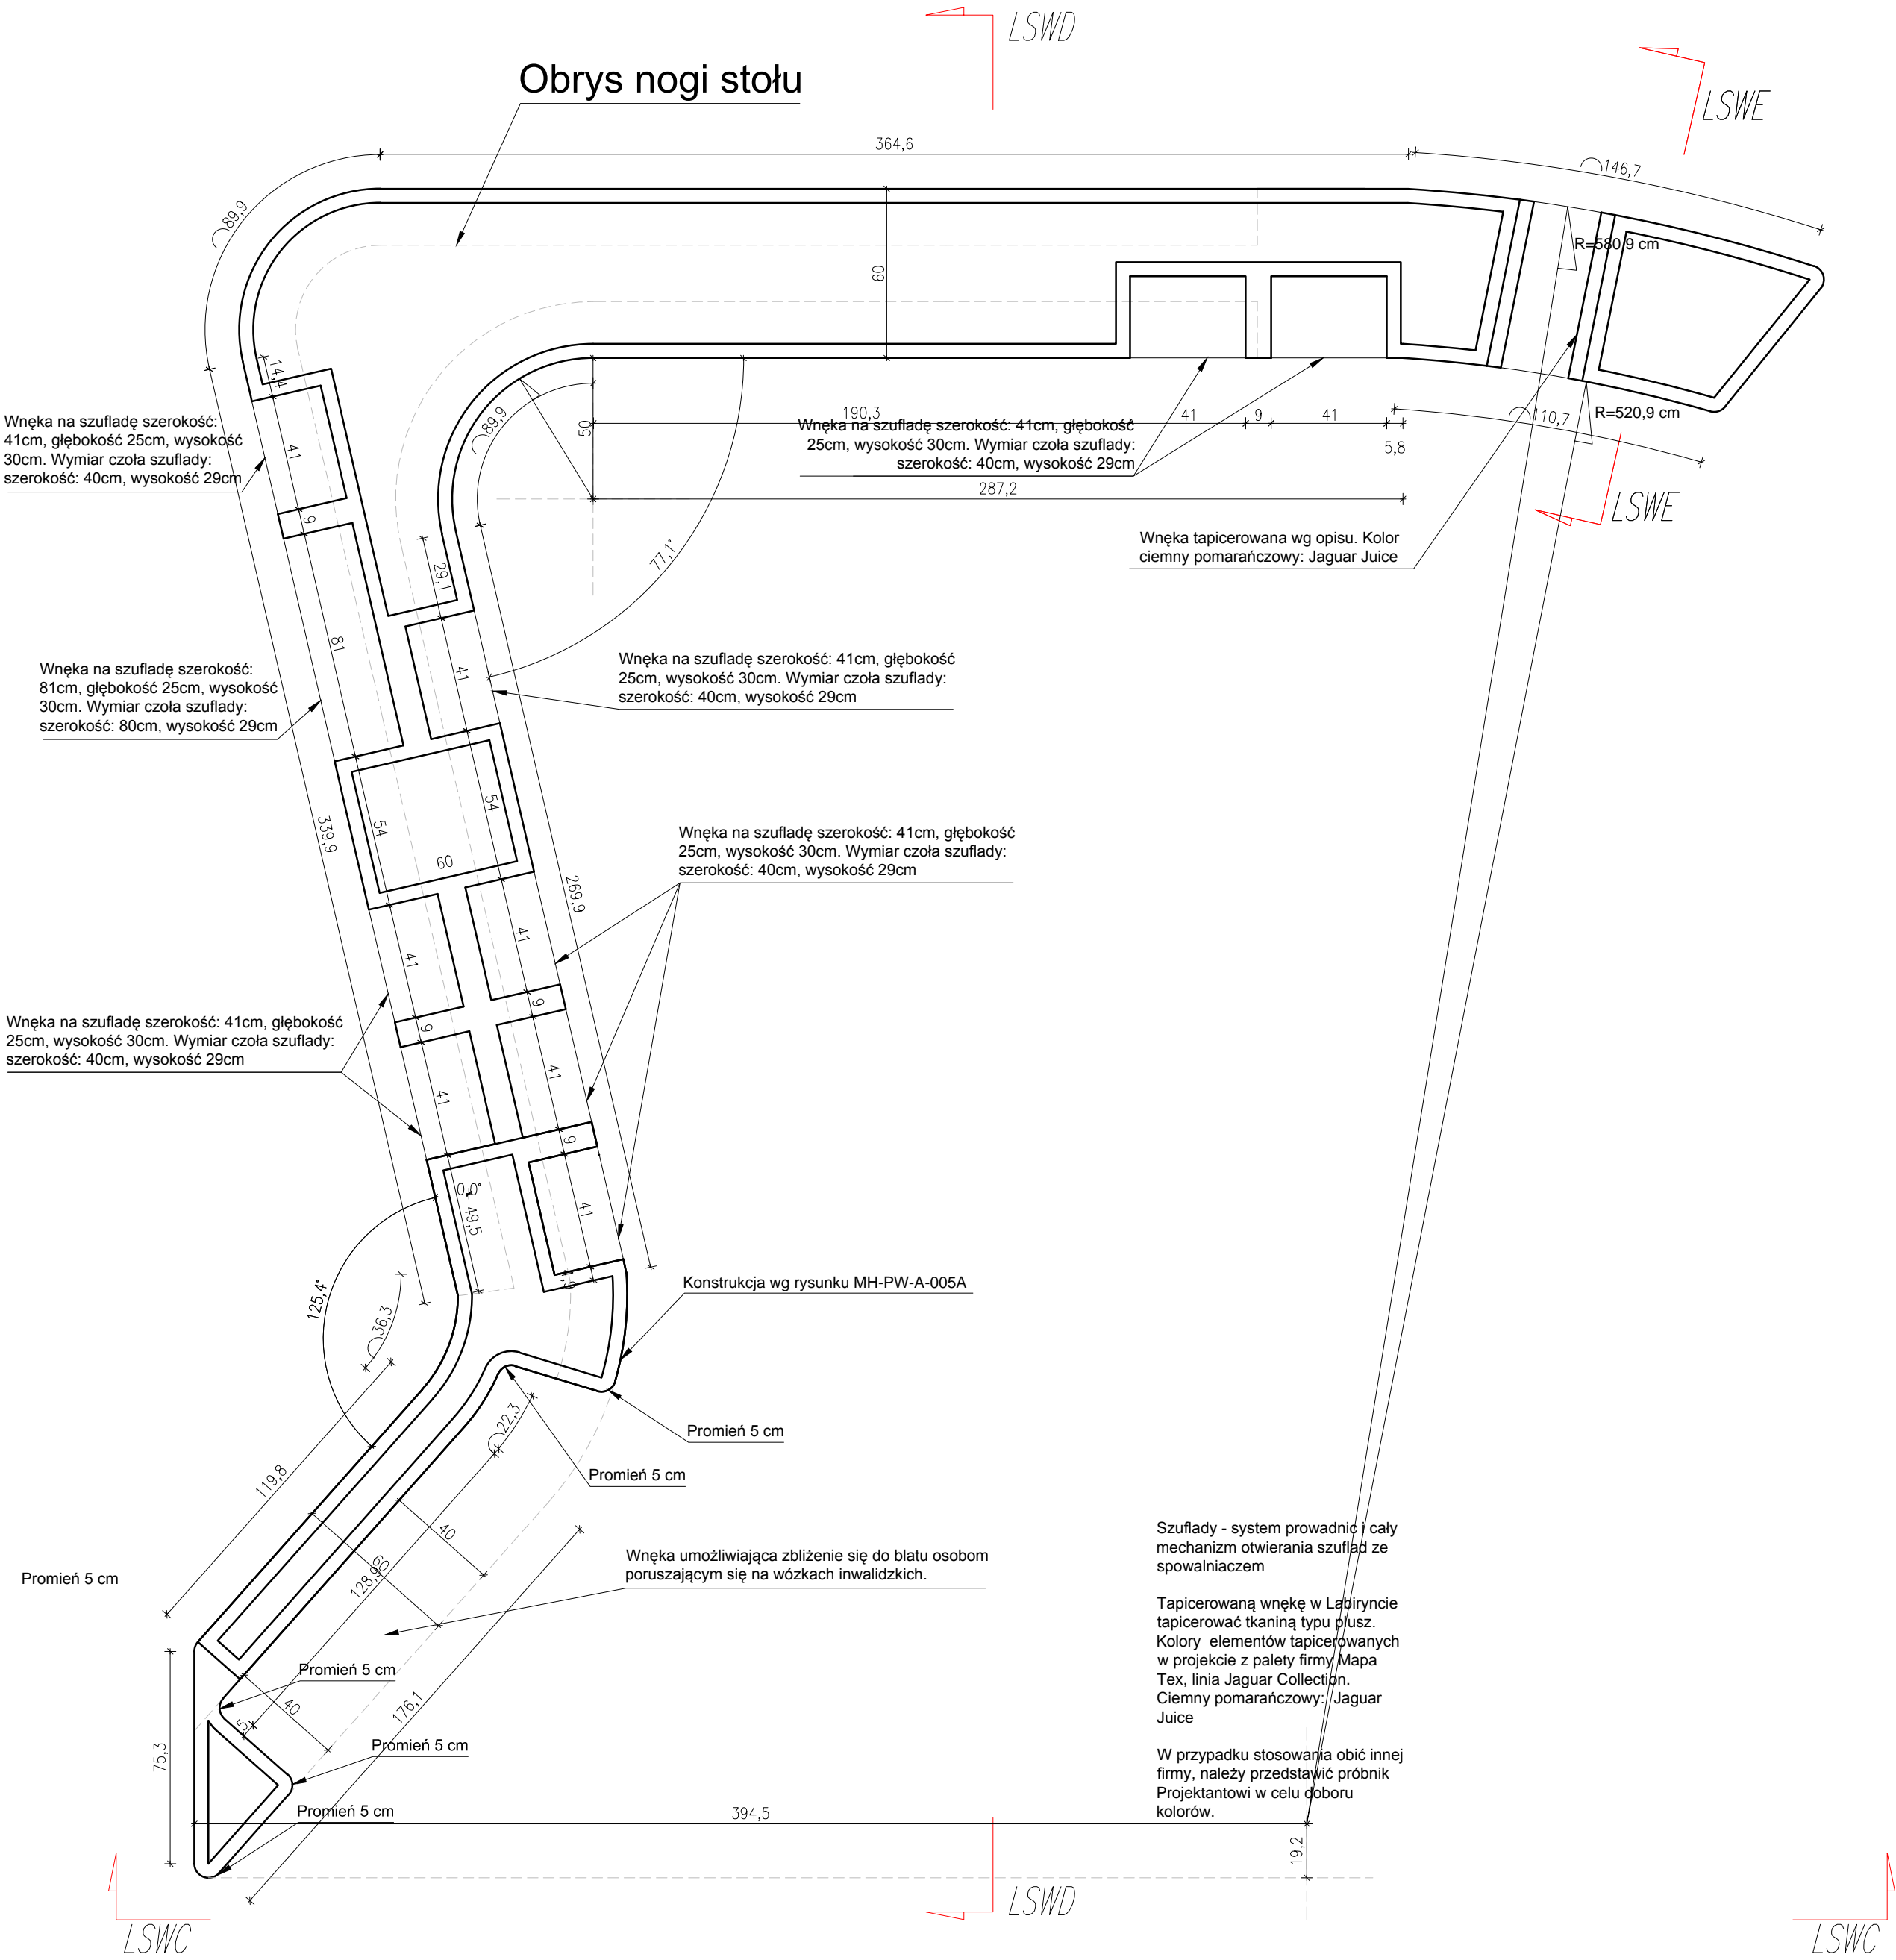 LSWD
LSWE
Obrys nogi stołu
364,6
146,7
89,9
R=580,9 cm
60
14,4
Wnęka na szufladę szerokość:
41cm, głębokość 25cm, wysokość
30cm. Wymiar czoła szuflady:
szerokość: 40cm, wysokość 29cm
41
9
89,9
50
190,3
41
9
41
5,8
110,7
R=520,9 cm
Wnęka na szufladę szerokość: 41cm, głębokość
25cm, wysokość 30cm. Wymiar czoła szuflady:
szerokość: 40cm, wysokość 29cm
287,2
LSWE
Wnęka tapicerowana wg opisu. Kolor
ciemny pomarańczowy: Jaguar Juice
77,1°
29,1
81
41
Wnęka na szufladę szerokość:
81cm, głębokość 25cm, wysokość
30cm. Wymiar czoła szuflady:
szerokość: 80cm, wysokość 29cm
Wnęka na szufladę szerokość: 41cm, głębokość
25cm, wysokość 30cm. Wymiar czoła szuflady:
szerokość: 40cm, wysokość 29cm
339,9
54
54
60
269,9
Wnęka na szufladę szerokość: 41cm, głębokość
25cm, wysokość 30cm. Wymiar czoła szuflady:
szerokość: 40cm, wysokość 29cm
41
41
9
9
Wnęka na szufladę szerokość: 41cm, głębokość
25cm, wysokość 30cm. Wymiar czoła szuflady:
szerokość: 40cm, wysokość 29cm
41
41
9
0,0°
49,5
41
125,4°
36,3
Konstrukcja wg rysunku MH-PW-A-005A
22,3
Promień 5 cm
Promień 5 cm
119,8
40
60
128,9
Promień 5 cm
Wnęka umożliwiająca zbliżenie się do blatu osobom
poruszającym się na wózkach inwalidzkich.
Szuflady - system prowadnic i cały
mechanizm otwierania szuflad ze
spowalniaczem
Tapicerowaną wnękę w Labiryncie
tapicerować tkaniną typu plusz.
Kolory elementów tapicerowanych
w projekcie z palety firmy Mapa
Tex, linia Jaguar Collection.
Ciemny pomarańczowy: Jaguar
Juice
W przypadku stosowania obić innej
firmy, należy przedstawić próbnik
Projektantowi w celu doboru
kolorów.
Promień 5 cm
40
176,1
5
75,3
Promień 5 cm
Promień 5 cm
394,5
19,2
LSWC
LSWD
LSWC